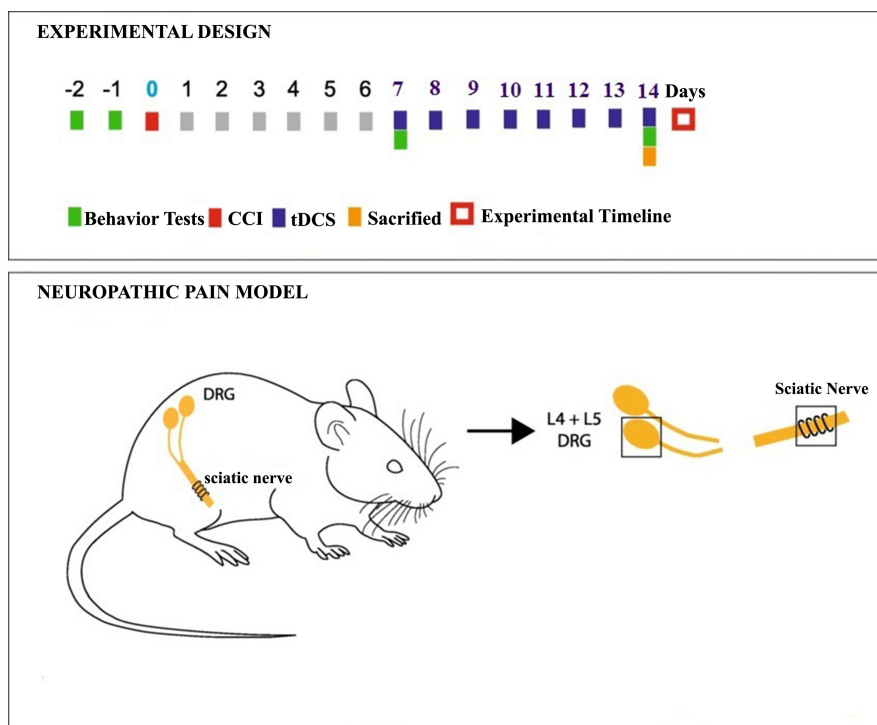 EXPERIMENTAL DESIGN
-2 -1 0 1 2 3 4 5 6 7 8 9 10 11 12 13 14 Days
Behavior Tests CCI tDCS Sacrified Experimental Timeline
NEUROPATHIC PAIN MODEL
DRG
sciatic nerve
L4 + L5
DRG
Sciatic Nerve